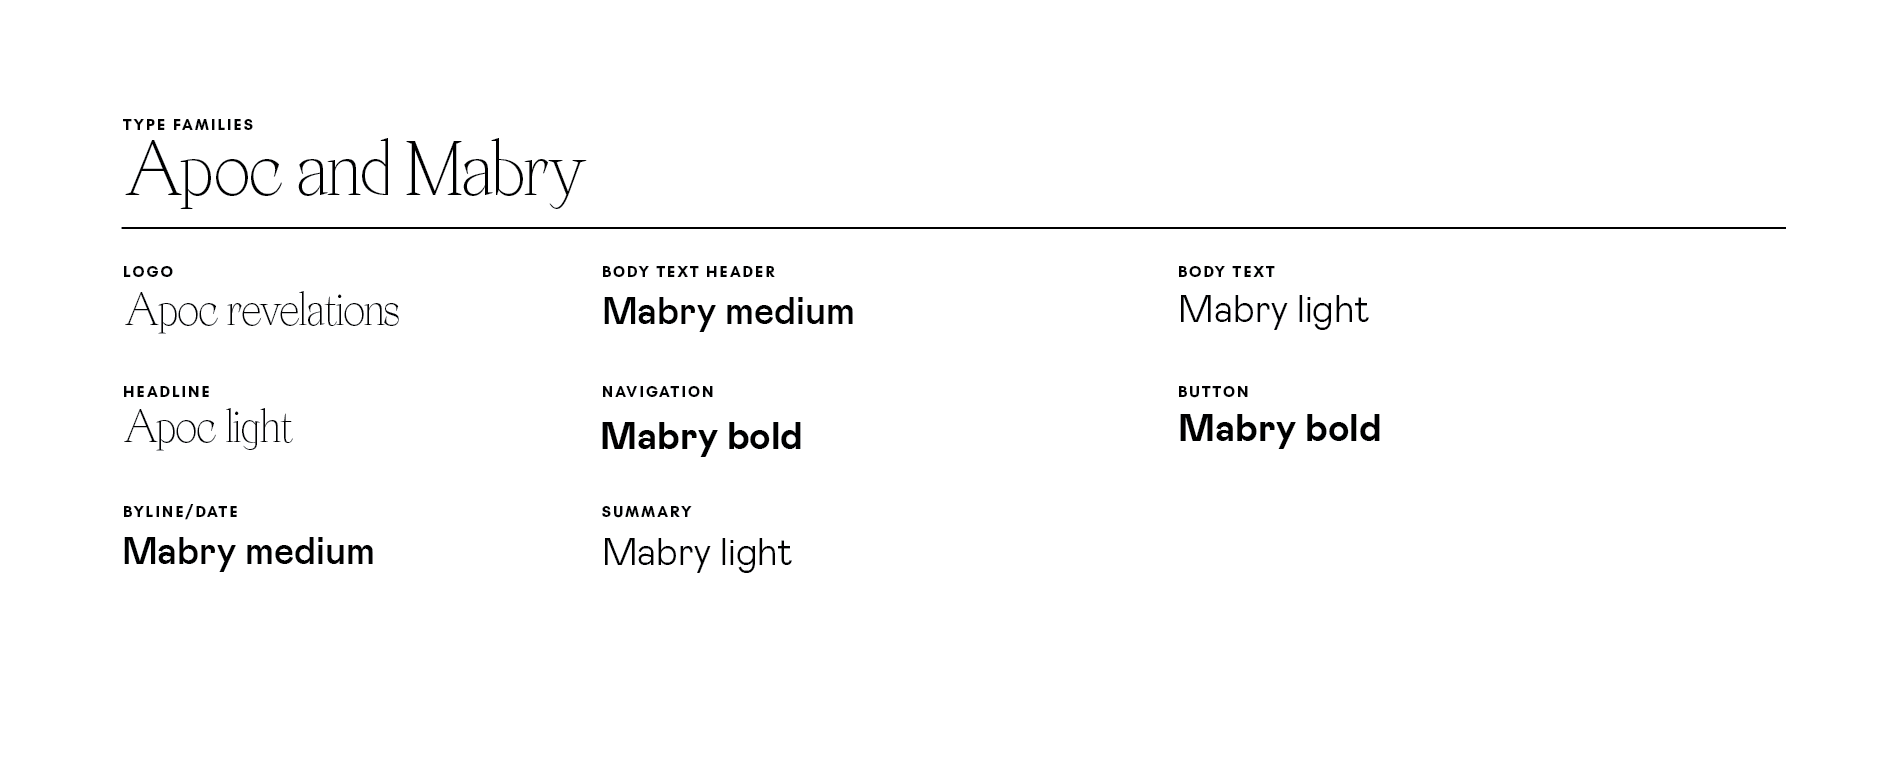 TYPE FAMILIES
Apoc and Mabry
LOGO
Apoc revelations
BODY TEXT HEADER
Mabry medium
BODY TEXT
Mabry light
HEADLINE
Apoc light
NAVIGATION
Mabry bold
BUTTON
Mabry bold
BYLINE/DATE
Mabry medium
SUMMARY
Mabry light